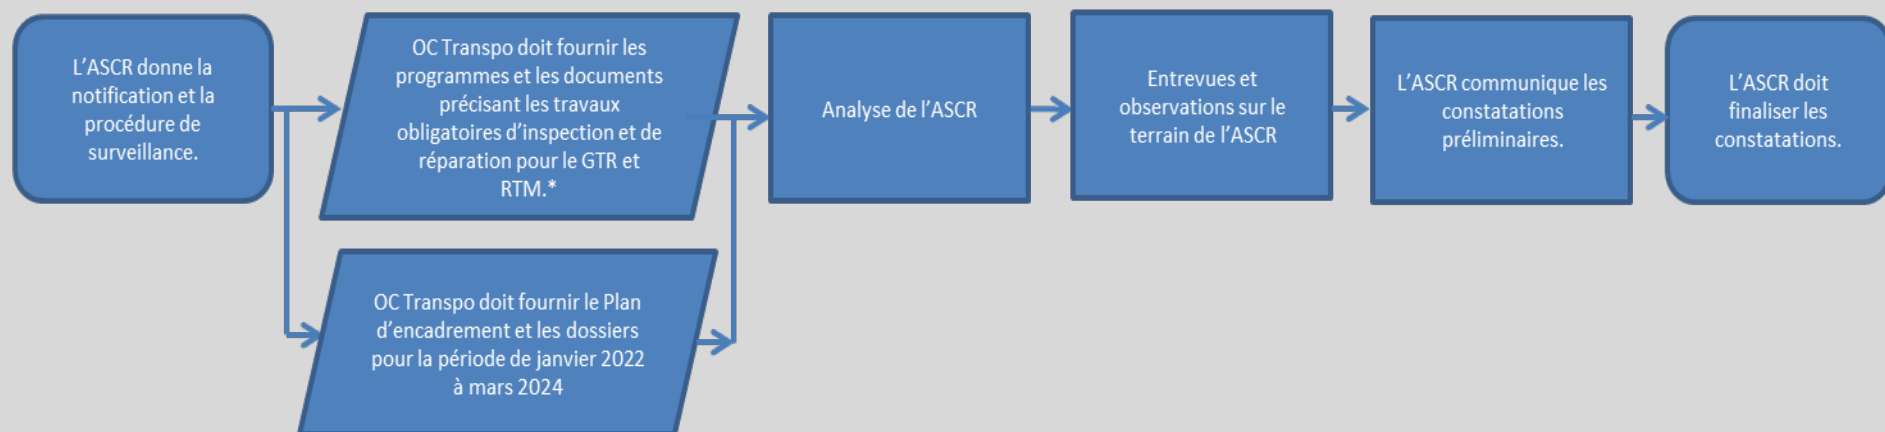 L'ASCR donne la
notification et la
procédure de
surveillance.
OC Transpo doit fournir les
programmes et les documents
précisant les travaux
obligatoires d'inspection et de
réparation pour le GTR et
RTM.*
OC Transpo doit fournir le Plan
d'encadrement et les dossiers
pour la période de janvier 2022
à mars 2024
Analyse de l'ASCR
Entrevues et
observations sur le
terrain de l'ASCR
L'ASCR communique les
constatations
préliminaires.
L'ASCR doit
finaliser les
constatations.